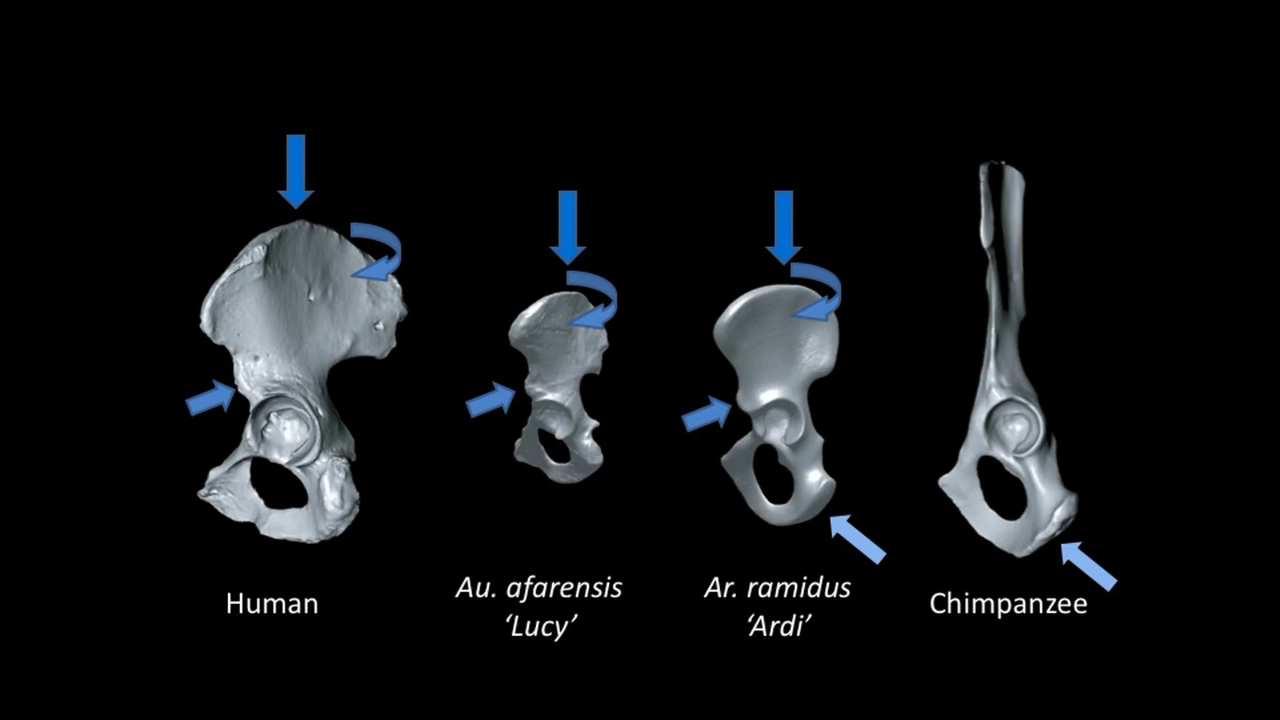 Human
Au. afarensis
‘Lucy’
Ar. ramidus
‘Ardi’
Chimpanzee